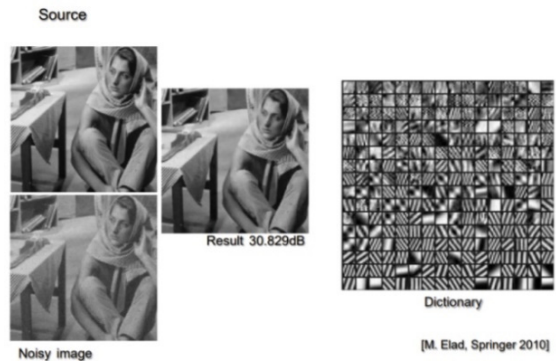 Source
Result 30.829dB
Noisy image
Dictionary
[M. Elad, Springer 2010]